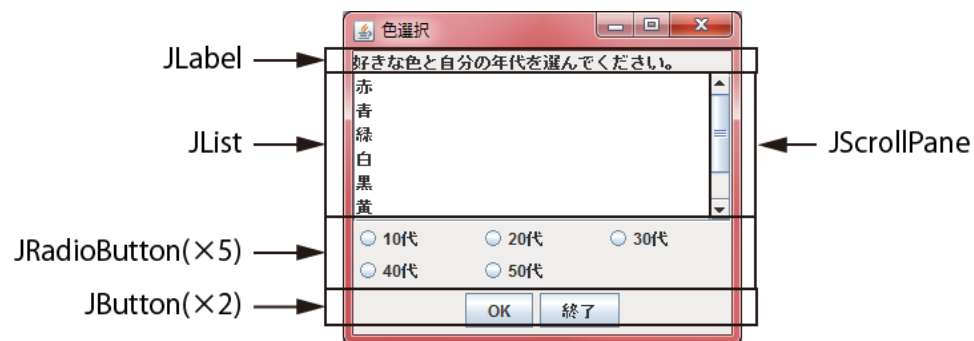 色選択
JLabel
好きな色と自分の年代を選んでください。
赤
青
緑
白
黒
黄
JList
JScrollPane
JRadioButton(×5)
10代 20代 30代
40代 50代
JButton(×2)
OK 終了